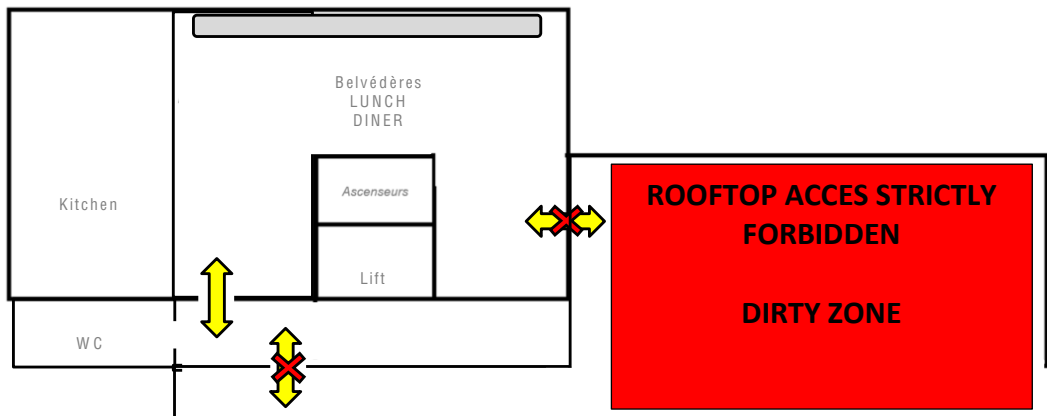 Belvédères
LUNCH
DINER
Ascenseurs
Kitchen
Lift
WC
ROOFTOP ACCES STRICTLY
FORBIDDEN
DIRTY ZONE